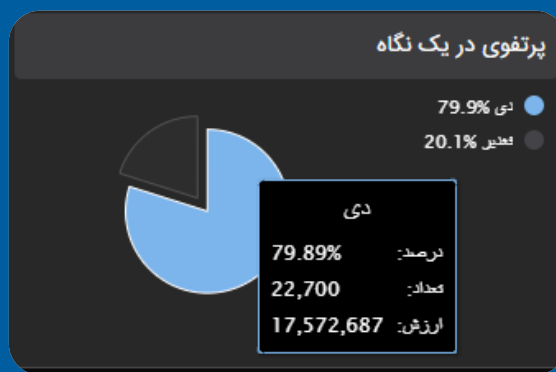 پرتفوی در یک نگاه
دی 79.9%
فغدیر 20.1%
دی
درصد: 79.89%
تعداد: 22,700
ارزش: 17,572,687